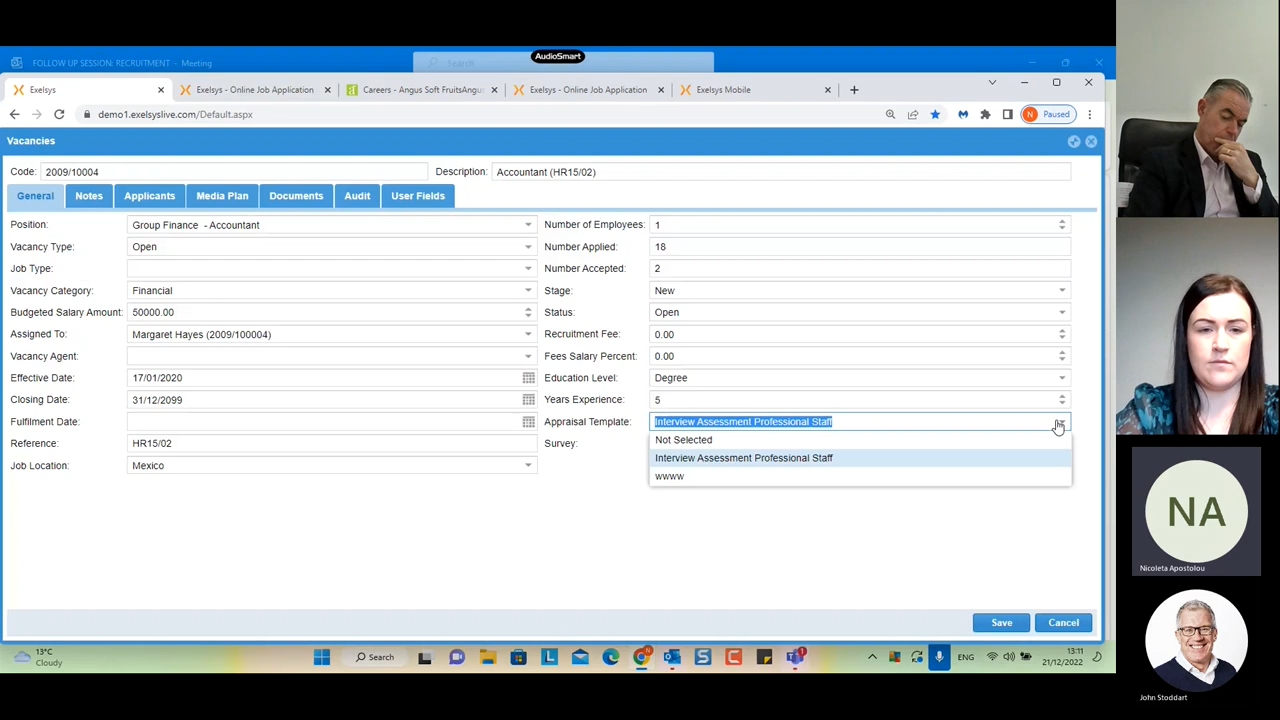 AudioSmart
FOLLOW UP SESSION: RECRUITMENT - Meeting
Search
Exelsys
Exelsys - Online Job Application
Careers - Angus Soft FruitsAngu
Exelsys - Online Job Application
Exelsys Mobile
demo1.exelsyslive.com/Default.aspx
N Paused
Vacancies
Code: 2009/10004 Description: Accountant (HR15/02)
General Notes Applicants Media Plan Documents Audit User Fields
Position: Group Finance - Accountant Number of Employees: 1
Vacancy Type: Open Number Applied: 18
Job Type: Number Accepted: 2
Vacancy Category: Financial Stage: New
Budgeted Salary Amount: 50000.00 Status: Open
Assigned To: Margaret Hayes (2009/100004) Recruitment Fee: 0.00
Vacancy Agent: Fees Salary Percent: 0.00
Effective Date: 17/01/2020 Education Level: Degree
Closing Date: 31/12/2099 Years Experience: 5
Fulfilment Date: Appraisal Template: Interview Assessment Professional Staff
Reference: HR15/02 Survey: Not Selected
Job Location: Mexico Interview Assessment Professional Staff
wwww
Save Cancel
13°C
Cloudy
Search
ENG
13:11
21/12/2022
NA
Nicoleta Apostolou
John Stoddart